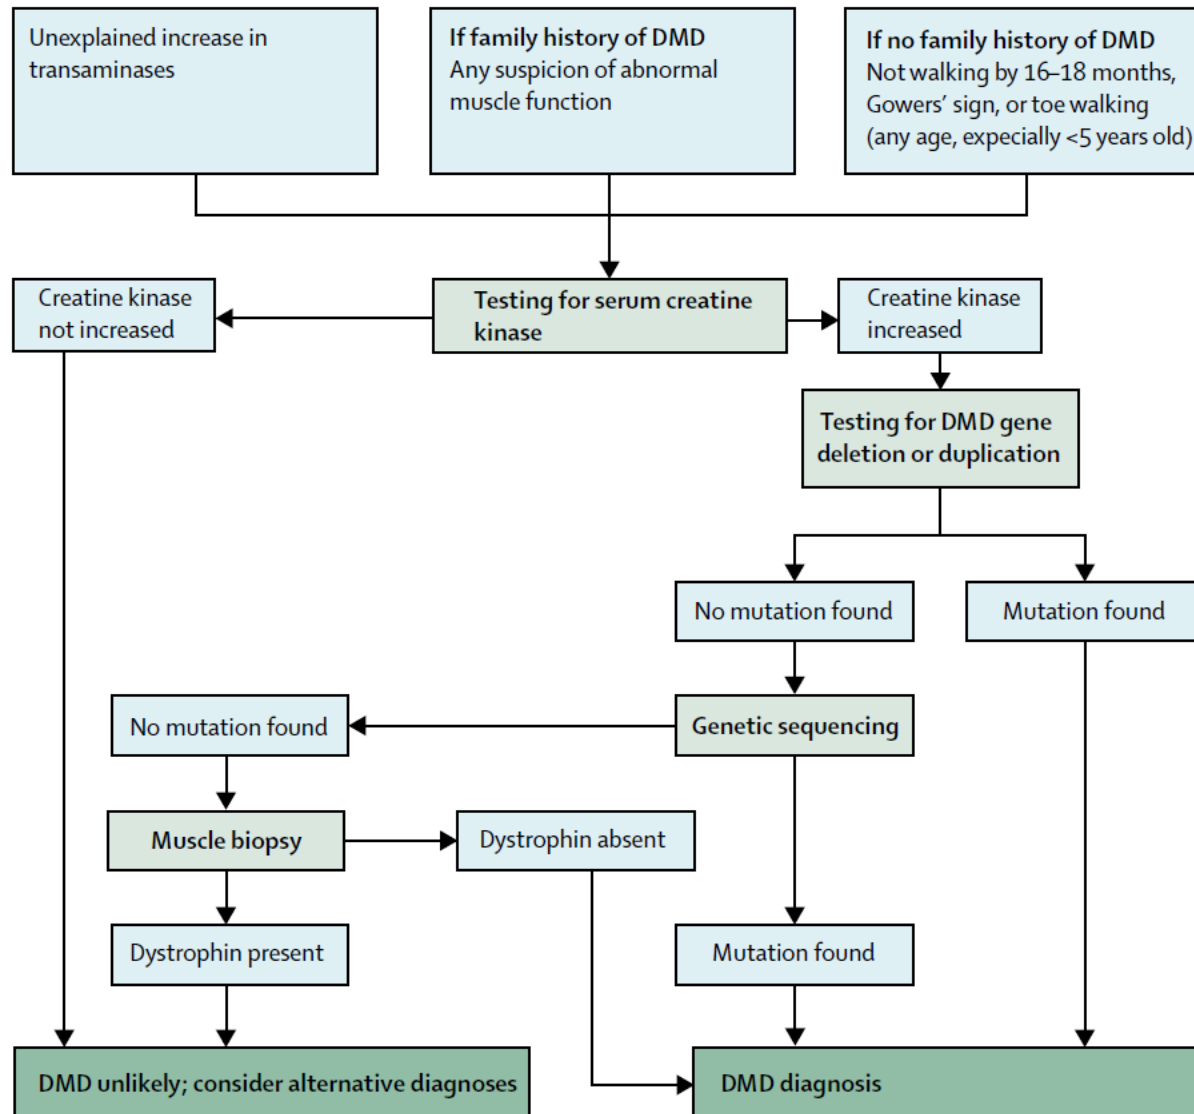 Unexplained increase in
transaminases
If family history of DMD
Any suspicion of abnormal
muscle function
If no family history of DMD
Not walking by 16–18 months,
Gowers’ sign, or toe walking
(any age, expecially <5 years old)
Creatine kinase
not increased
Testing for serum creatine
kinase
Creatine kinase
increased
Testing for DMD gene
deletion or duplication
No mutation found
Mutation found
No mutation found
Genetic sequencing
Muscle biopsy
Dystrophin absent
Dystrophin present
Mutation found
DMD unlikely; consider alternative diagnoses
DMD diagnosis